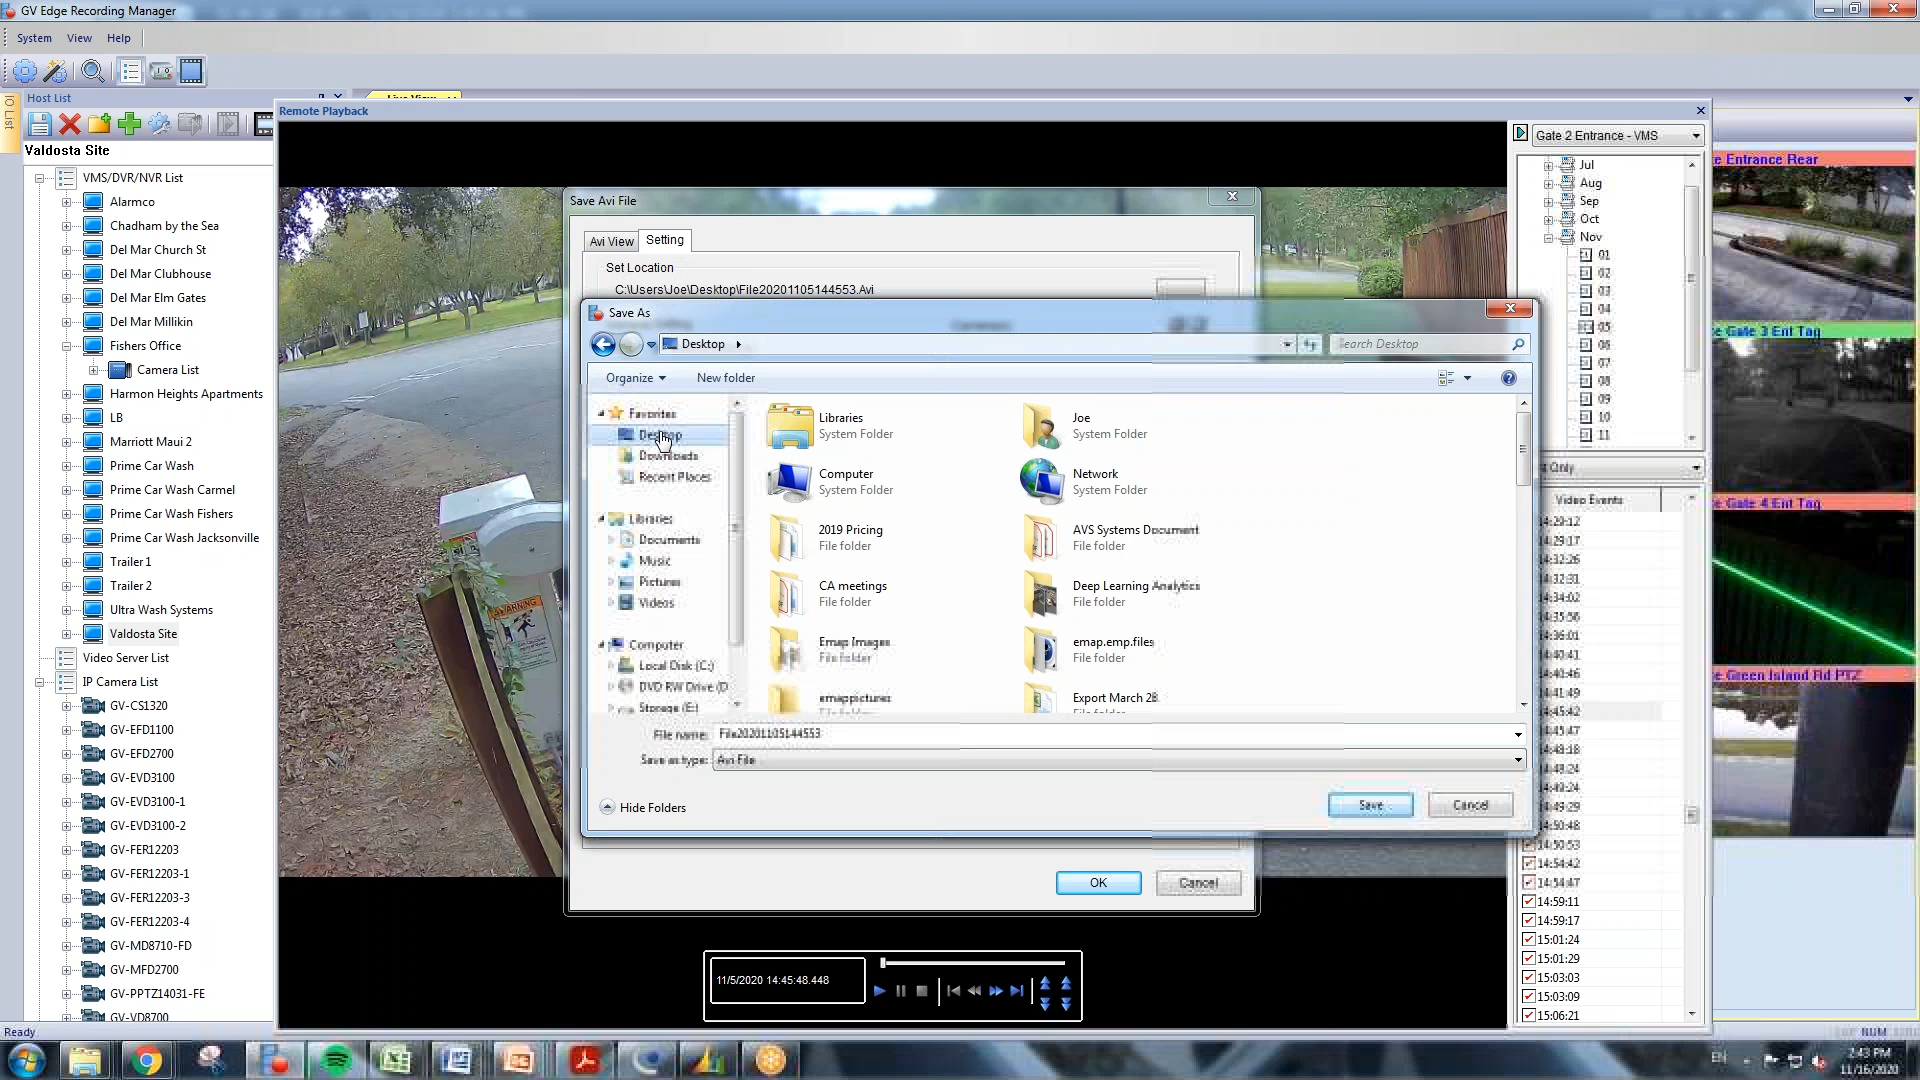 GV Edge Recording Manager
System View Help
Host List
IO List
Valdosta Site
VMS/DVR/NVR List
Alarmco
Chadham by the Sea
Del Mar Church St
Del Mar Clubhouse
Del Mar Elm Gates
Del Mar Millikin
Fishers Office
Camera List
Harmon Heights Apartments
LB
Marriott Maui 2
Prime Car Wash
Prime Car Wash Carmel
Prime Car Wash Fishers
Prime Car Wash Jacksonville
Trailer 1
Trailer 2
Ultra Wash Systems
Valdosta Site
Video Server List
IP Camera List
GV-CS1320
GV-EFD1100
GV-EFD2700
GV-EVD3100
GV-EVD3100-1
GV-EVD3100-2
GV-FER12203
GV-FER12203-1
GV-FER12203-3
GV-FER12203-4
GV-MD8710-FD
GV-MFD2700
GV-PPTZ14031-FE
GV-VD8700
Ready
Remote Playback
Save Avi File
Avi View Setting
Set Location
C:\Users\Joe\Desktop\File20201105144553.Avi
Save As
Desktop
Search Desktop
Organize New folder
Favorites
Desktop
Downloads
Recent Places
Libraries
Documents
Music
Pictures
Videos
Computer
Local Disk (C:)
DVD RW Drive (D
Storage (E:)
Libraries
System Folder
Joe
System Folder
Computer
System Folder
Network
System Folder
2019 Pricing
File folder
AVS Systems Document
File folder
CA meetings
File folder
Deep Learning Analytics
File folder
Emap Images
File folder
emap.emp.files
File folder
emappictures
File folder
Export March 28
File folder
File name: File20201105144553
Save as type: Avi File
Hide Folders
Save Cancel
OK Cancel
WARNING
11/5/2020 14:45:48.448
Gate 2 Entrance - VMS
Jul
Aug
Sep
Oct
Nov
01
02
03
04
05
06
07
08
09
10
11
Only
Video Events
14:29:12
14:29:17
14:32:26
14:32:31
14:34:02
14:35:56
14:36:01
14:40:41
14:40:46
14:41:49
14:45:42
14:45:47
14:48:18
14:48:24
14:49:24
14:49:29
14:50:48
14:50:53
14:54:42
14:54:47
14:59:11
14:59:17
15:01:24
15:01:29
15:03:03
15:03:09
15:06:21
Entrance Rear
Gate 3 Ent Tag
Gate 4 Ent Tag
Green Island Rd PTZ
NUM
EN
2:43 PM
11/16/2020